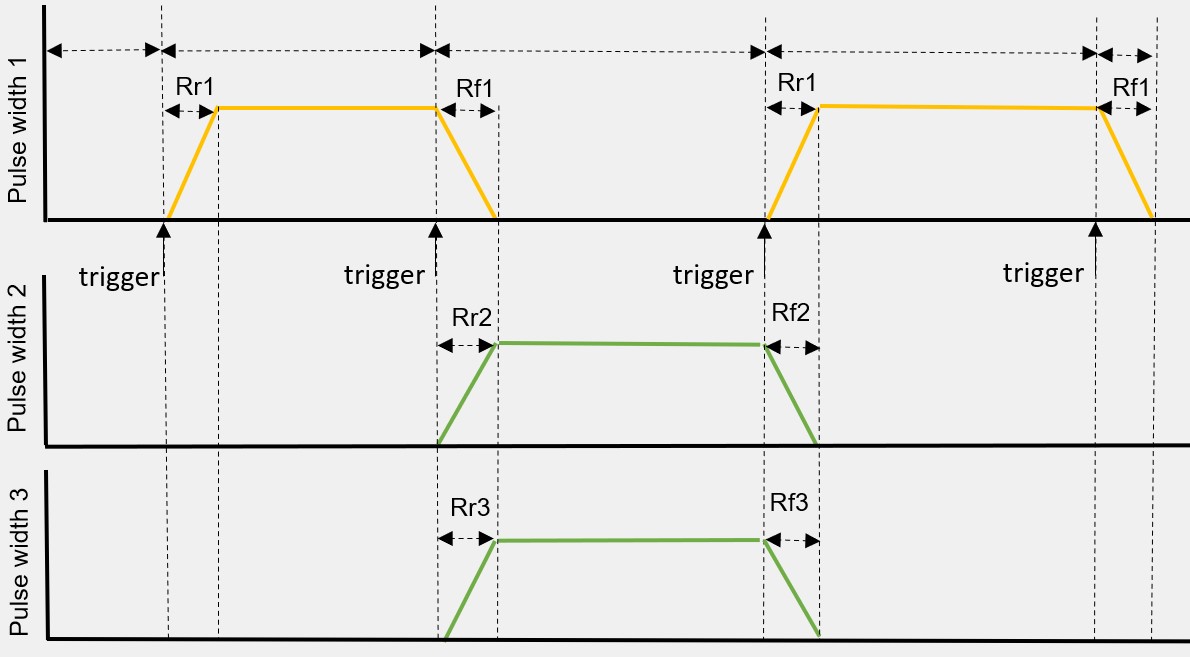 Pulse width 1
Rr1
Rf1
Rr1
Rf1
trigger
trigger
trigger
trigger
Pulse width 2
Rr2
Rf2
Pulse width 3
Rr3
Rf3